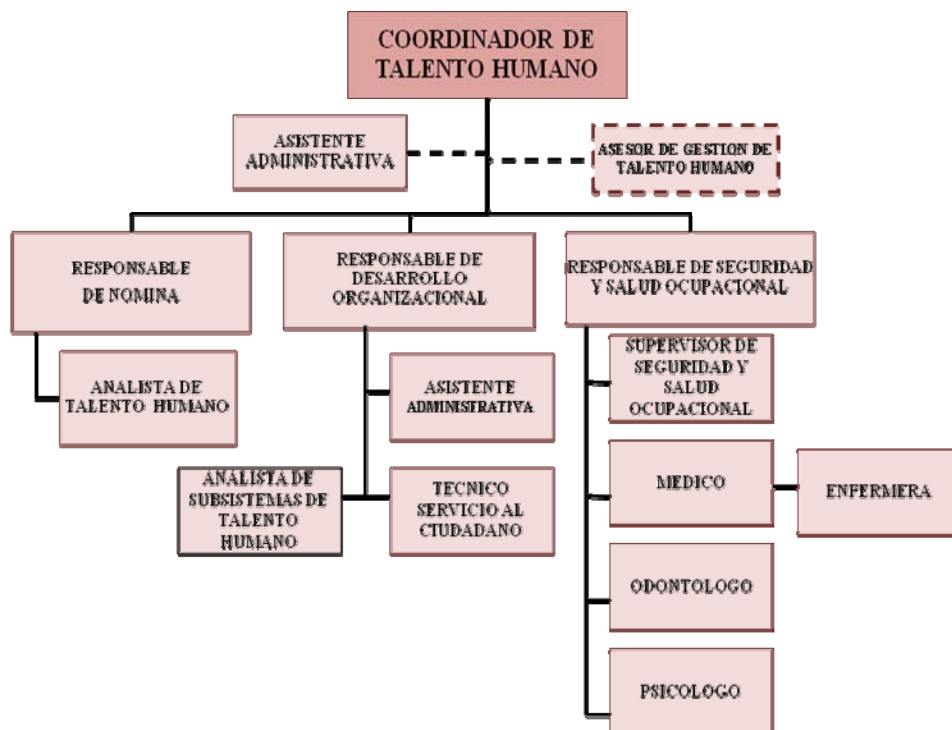 COORDINADOR DE
TALENTO HUMANO
ASISTENTE
ADMINISTRATIVA
ASESOR DE GESTION DE
TALENTO HUMANO
RESPONSABLE
DE NOMINA
RESPONSABLE DE
DESARROLLO
ORGANIZACIONAL
RESPONSABLE DE SEGURIDAD
Y SALUD OCUPACIONAL
ANALISTA DE
TALENTO HUMANO
ASISTENTE
ADMINISTRATIVA
SUPERVISOR DE
SEGURIDAD Y
SALUD
OCUPACIONAL
ANALISTA DE
SUBSISTEMAS DE
TALENTO
HUMANO
TECNICO
SERVICIO AL
CIUDADANO
MEDICO
ENFERMERA
ODONTOLOGO
PSICOLOGO